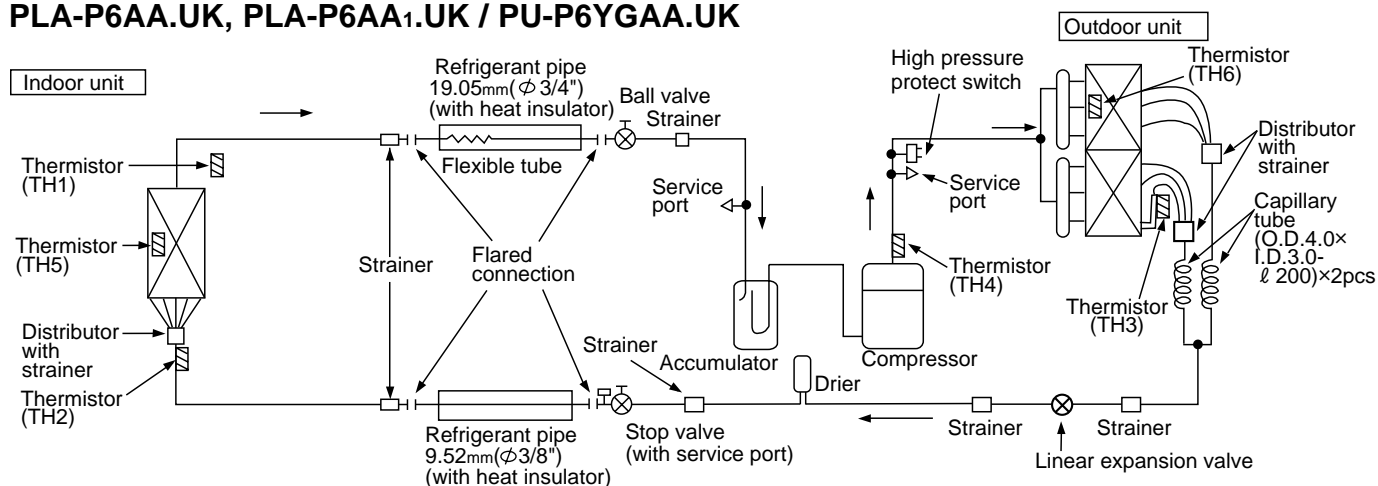 PLA-P6AA.UK, PLA-P6AA1.UK / PU-P6YGAA.UK
Indoor unit
Outdoor unit
Refrigerant pipe
19.05mm(ϕ 3/4")
(with heat insulator)
Flexible tube
Ball valve
Strainer
High pressure
protect switch
Thermistor
(TH6)
Thermistor
(TH1)
Thermistor
(TH5)
Distributor
with
strainer
Thermistor
(TH2)
Strainer
Flared
connection
Service
port
Service
port
Distributor
with
strainer
Capillary
tube
(O.D.4.0×
I.D.3.0-
ℓ 200)×2pcs
Thermistor
(TH4)
Thermistor
(TH3)
Strainer
Accumulator
Compressor
Drier
Refrigerant pipe
9.52mm(ϕ3/8")
(with heat insulator)
Stop valve
(with service port)
Strainer
Strainer
Linear expansion valve